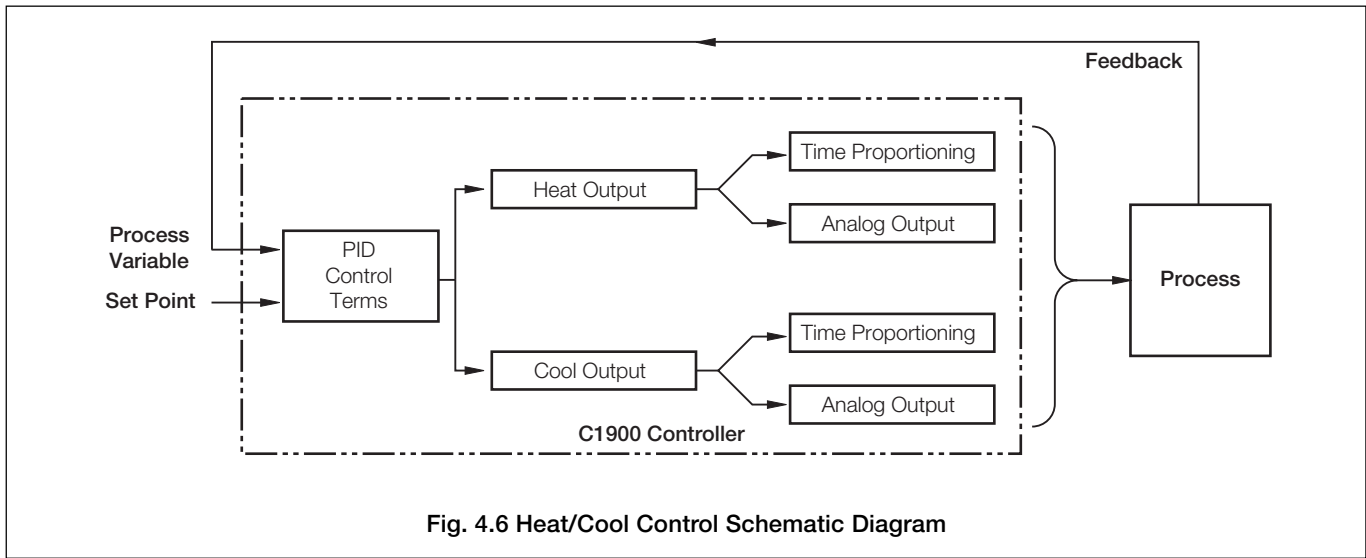 Feedback
Time Proportioning
Heat Output
Analog Output
Process
Variable
PID
Control
Terms
Set Point
Process
Time Proportioning
Cool Output
Analog Output
C1900 Controller
Fig. 4.6 Heat/Cool Control Schematic Diagram